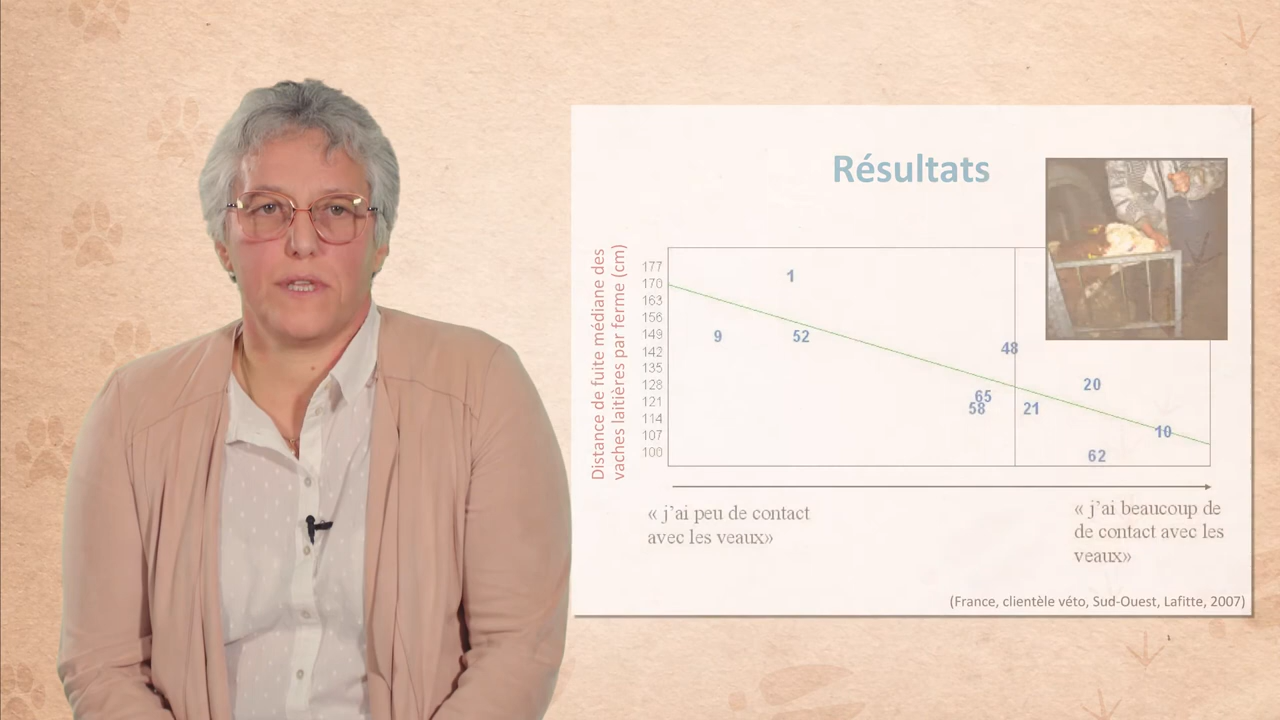 Résultats
Distance de fuite médiane des
vaches laitières par ferme (cm)
177
170
163
156
149
142
135
128
121
114
107
100
1
9
52
48
65
58
21
20
10
62
« j'ai peu de contact
avec les veaux»
« j'ai beaucoup de
de contact avec les
veaux»
(France, clientèle véto, Sud-Ouest, Lafitte, 2007)